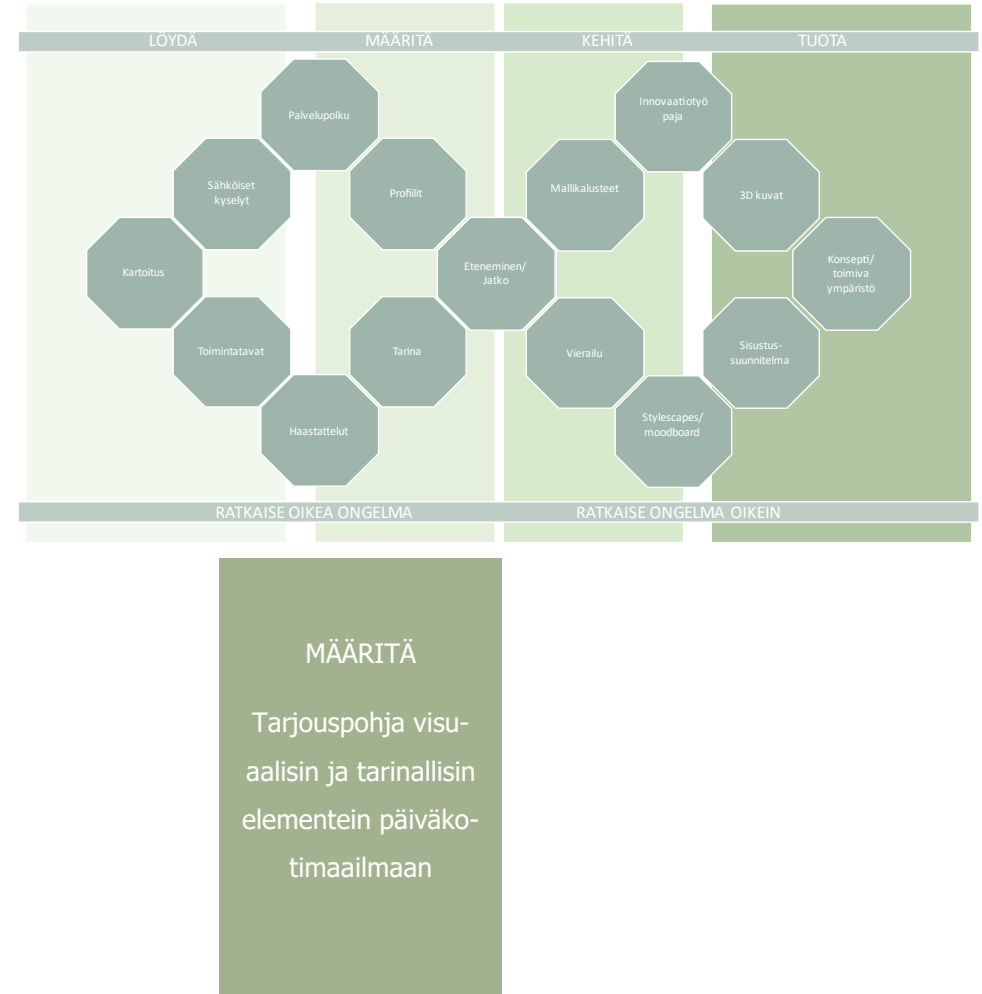 LÖYDÄ
MÄÄRITÄ
KEHITÄ
TUOTA
Palvelupolku
Sähköiset
kyselyt
Profiilit
Kartoitus
Eteneminen/
Jatko
Toimintatavat
Tarina
Haastattelut
Innovaatiotyö
paja
Mallikalusteet
3D kuvat
Konsepti/
toimiva
ympäristö
Vierailu
Sisustus-
suunnitelma
Stylescapes/
moodboard
RATKAISE OIKEA ONGELMA
RATKAISE ONGELMA OIKEIN
MÄÄRITÄ
Tarjouspohja visu-
aalisin ja tarinallisin
elementein päiväko-
timaailmaan